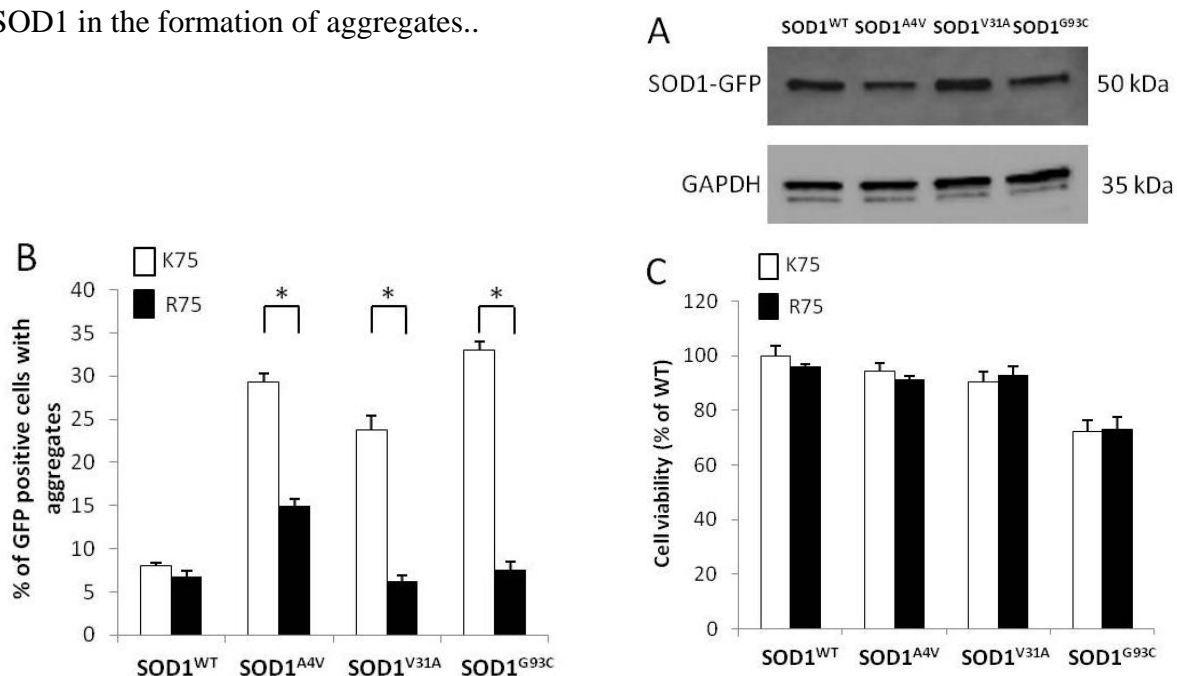 SOD1 in the formation of aggregates..
A
SOD1ᵂᵀ SOD1ᴬ⁴ⱽ SOD1ⱽ³¹ᴬ SOD1ᴳ⁹³ᶜ
SOD1-GFP 50 kDa
GAPDH 35 kDa
B
K75
R75
% of GFP positive cells with
aggregates
40
35
30
25
20
15
10
5
0
* * *
SOD1ᵂᵀ SOD1ᴬ⁴ⱽ SOD1ⱽ³¹ᴬ SOD1ᴳ⁹³ᶜ
C
K75
R75
Cell viability (% of WT)
120
100
80
60
40
20
0
SOD1ᵂᵀ SOD1ᴬ⁴ⱽ SOD1ⱽ³¹ᴬ SOD1ᴳ⁹³ᶜ